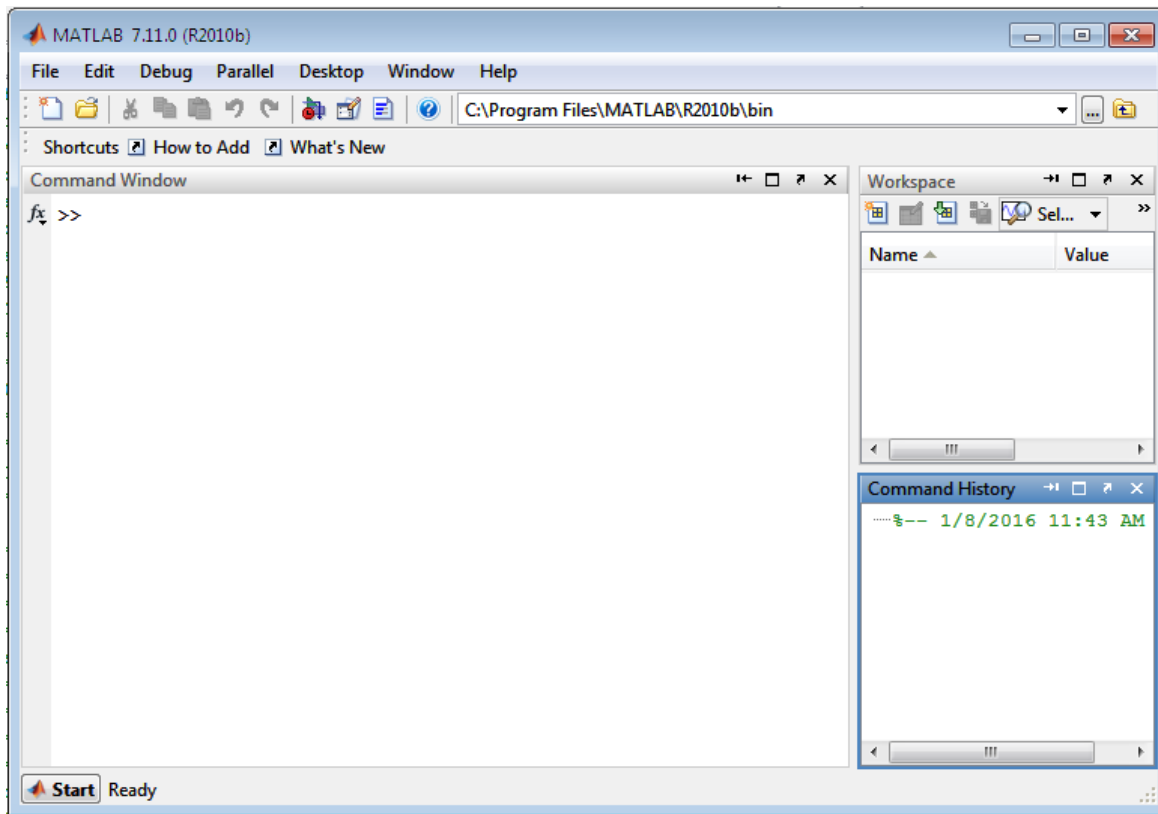 MATLAB 7.11.0 (R2010b)
File Edit Debug Parallel Desktop Window Help
C:\Program Files\MATLAB\R2010b\bin
Shortcuts How to Add What's New
Command Window
fx >>
Workspace
Sel...
Name Value
Command History
%-- 1/8/2016 11:43 AM
Start Ready